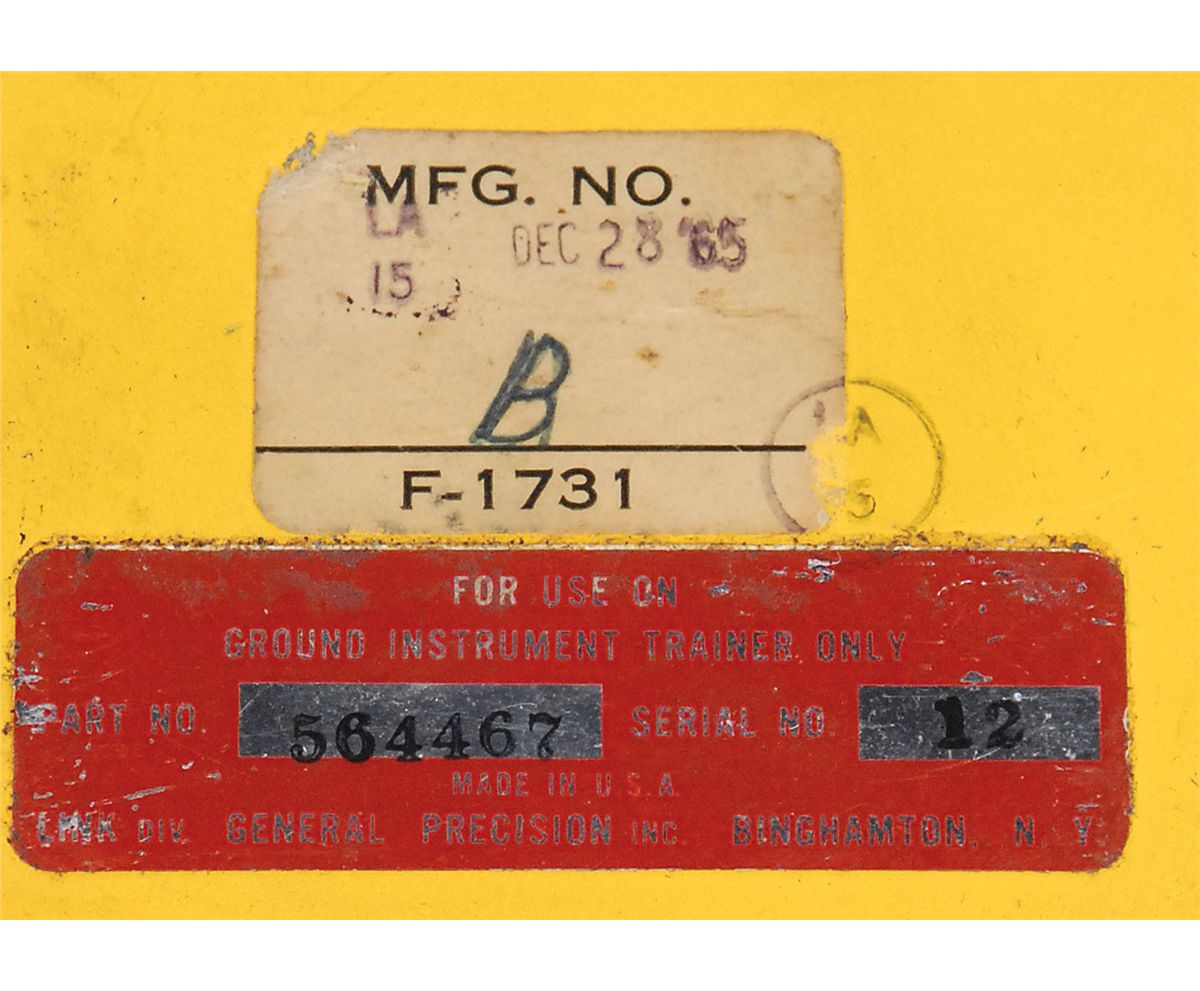 MFG. NO.
LA DEC 28 '65
15
B
F-1731
A
5
FOR USE ON
GROUND INSTRUMENT TRAINER ONLY
PART NO. 564467 SERIAL NO. 12
MADE IN U.S.A.
LINK DIV. GENERAL PRECISION INC. BINGHAMTON, N. Y.